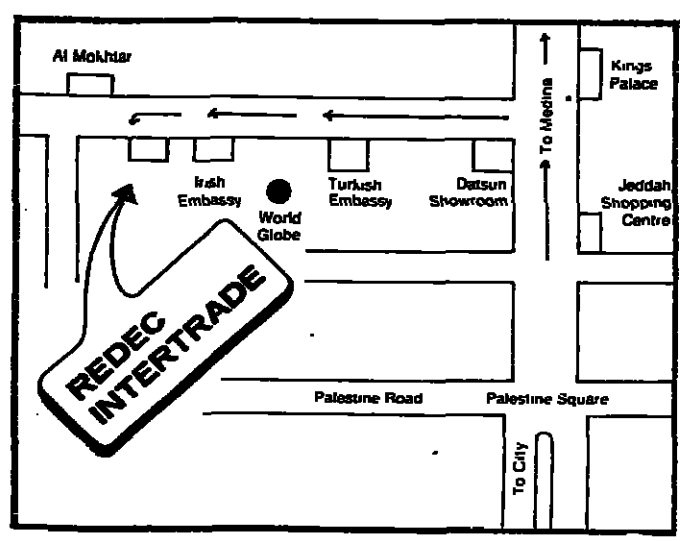 Al Mokhtar
Kings
Palace
To Medina
Irish
Embassy
World
Globe
Turkish
Embassy
Datsun
Showroom
Jeddah
Shopping
Centre
REDEC
INTERTRADE
Palestine Road
Palestine Square
To City